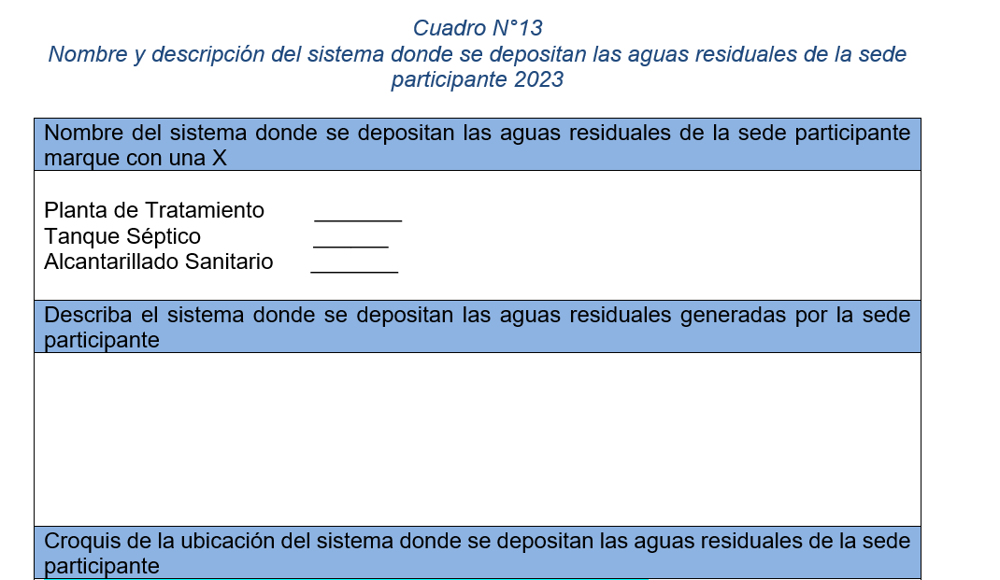 Cuadro N°13
Nombre y descripción del sistema donde se depositan las aguas residuales de la sede
participante 2023
Nombre del sistema donde se depositan las aguas residuales de la sede participante
marque con una X
Planta de Tratamiento _______
Tanque Séptico ______
Alcantarillado Sanitario _______
Describa el sistema donde se depositan las aguas residuales generadas por la sede
participante
Croquis de la ubicación del sistema donde se depositan las aguas residuales de la sede
participante